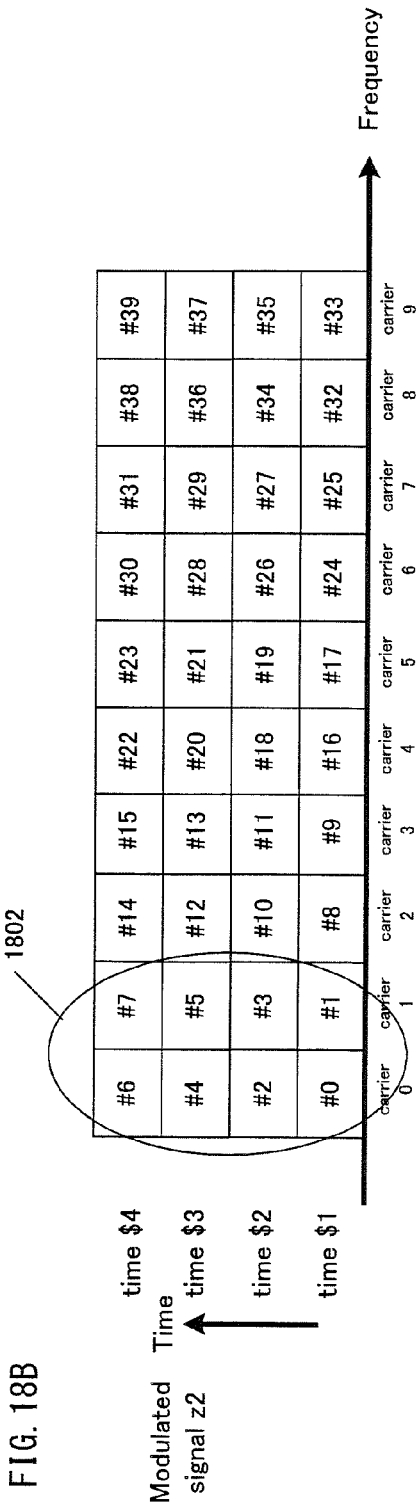 FIG. 18B
1802
Modulated
signal z2
Time
time $4
#6 #7 #14 #15 #22 #23 #30 #31 #38 #39
time $3
#4 #5 #12 #13 #20 #21 #28 #29 #36 #37
time $2
#2 #3 #10 #11 #18 #19 #26 #27 #34 #35
time $1
#0 #1 #8 #9 #16 #17 #24 #25 #32 #33
carrier carrier carrier carrier carrier carrier carrier carrier carrier carrier
0 1 2 3 4 5 6 7 8 9
Frequency